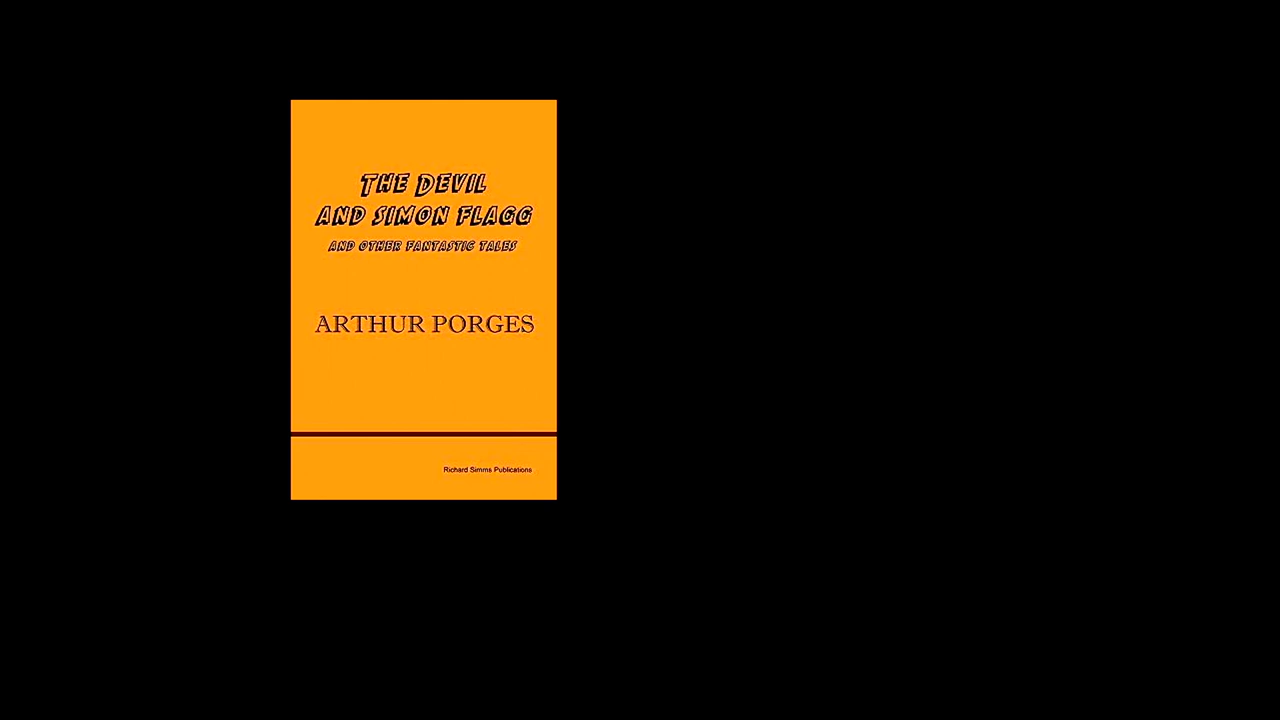 THE DEVIL
AND SIMON FLAGG
AND OTHER FANTASTIC TALES
ARTHUR PORGES
Richard Simms Publications